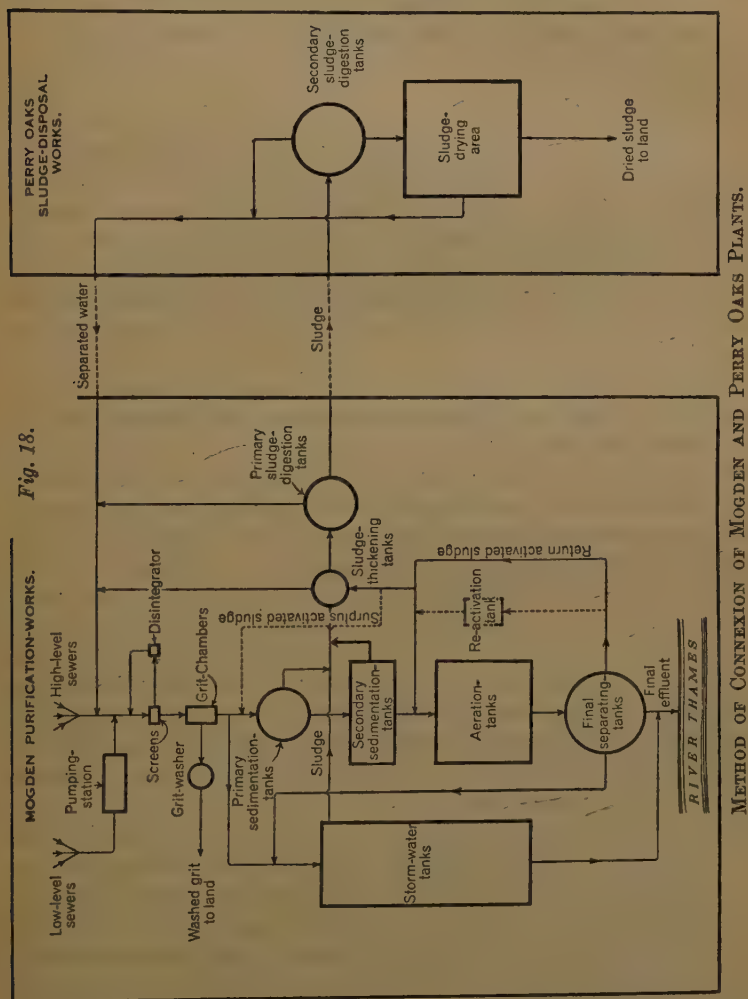 Fig. 18.
MOGDEN PURIFICATION-WORKS.
Low-level
sewers
High-level
sewers
Pumping-
station
Disintegrator
Screens
Grit-Chambers
Grit-washer
Washed grit
to land
Primary
sedimentation-
tanks
Sludge
Surplus activated sludge
Secondary
sedimentation-
tanks
Sludge-
thickening
tanks
Primary
sludge-
digestion
tanks
Aeration-
tanks
Re-activation
tank
Return activated sludge
Final
separating-
tanks
Storm-water
tanks
Final
effluent
RIVER THAMES
Separated water
Sludge
PERRY OAKS
SLUDGE-DISPOSAL
WORKS.
Secondary
sludge-
digestion
tanks
Sludge-
drying
area
Dried sludge
to land
METHOD OF CONNEXION OF MOGDEN AND PERRY OAKS PLANTS.